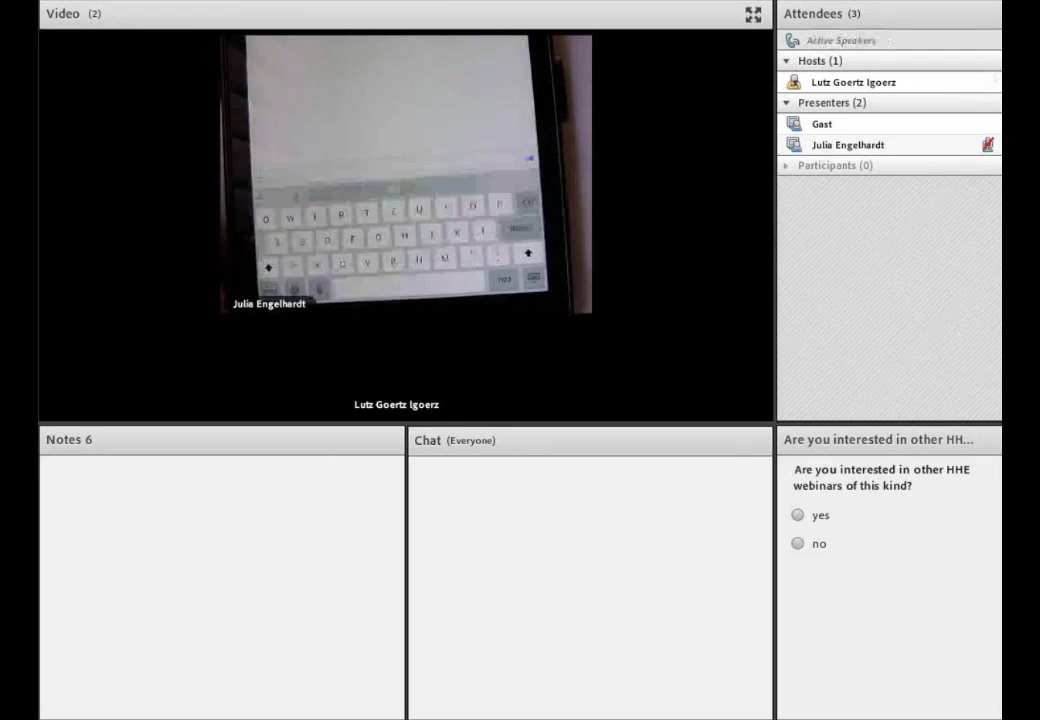 Video (2)
Julia Engelhardt
Lutz Goertz lgoerz
Attendees (3)
Active Speakers
Hosts (1)
Lutz Goertz lgoerz
Presenters (2)
Gast
Julia Engelhardt
Participants (0)
Notes 6
Chat (Everyone)
Are you interested in other HH...
Are you interested in other HHE
webinars of this kind?
yes
no